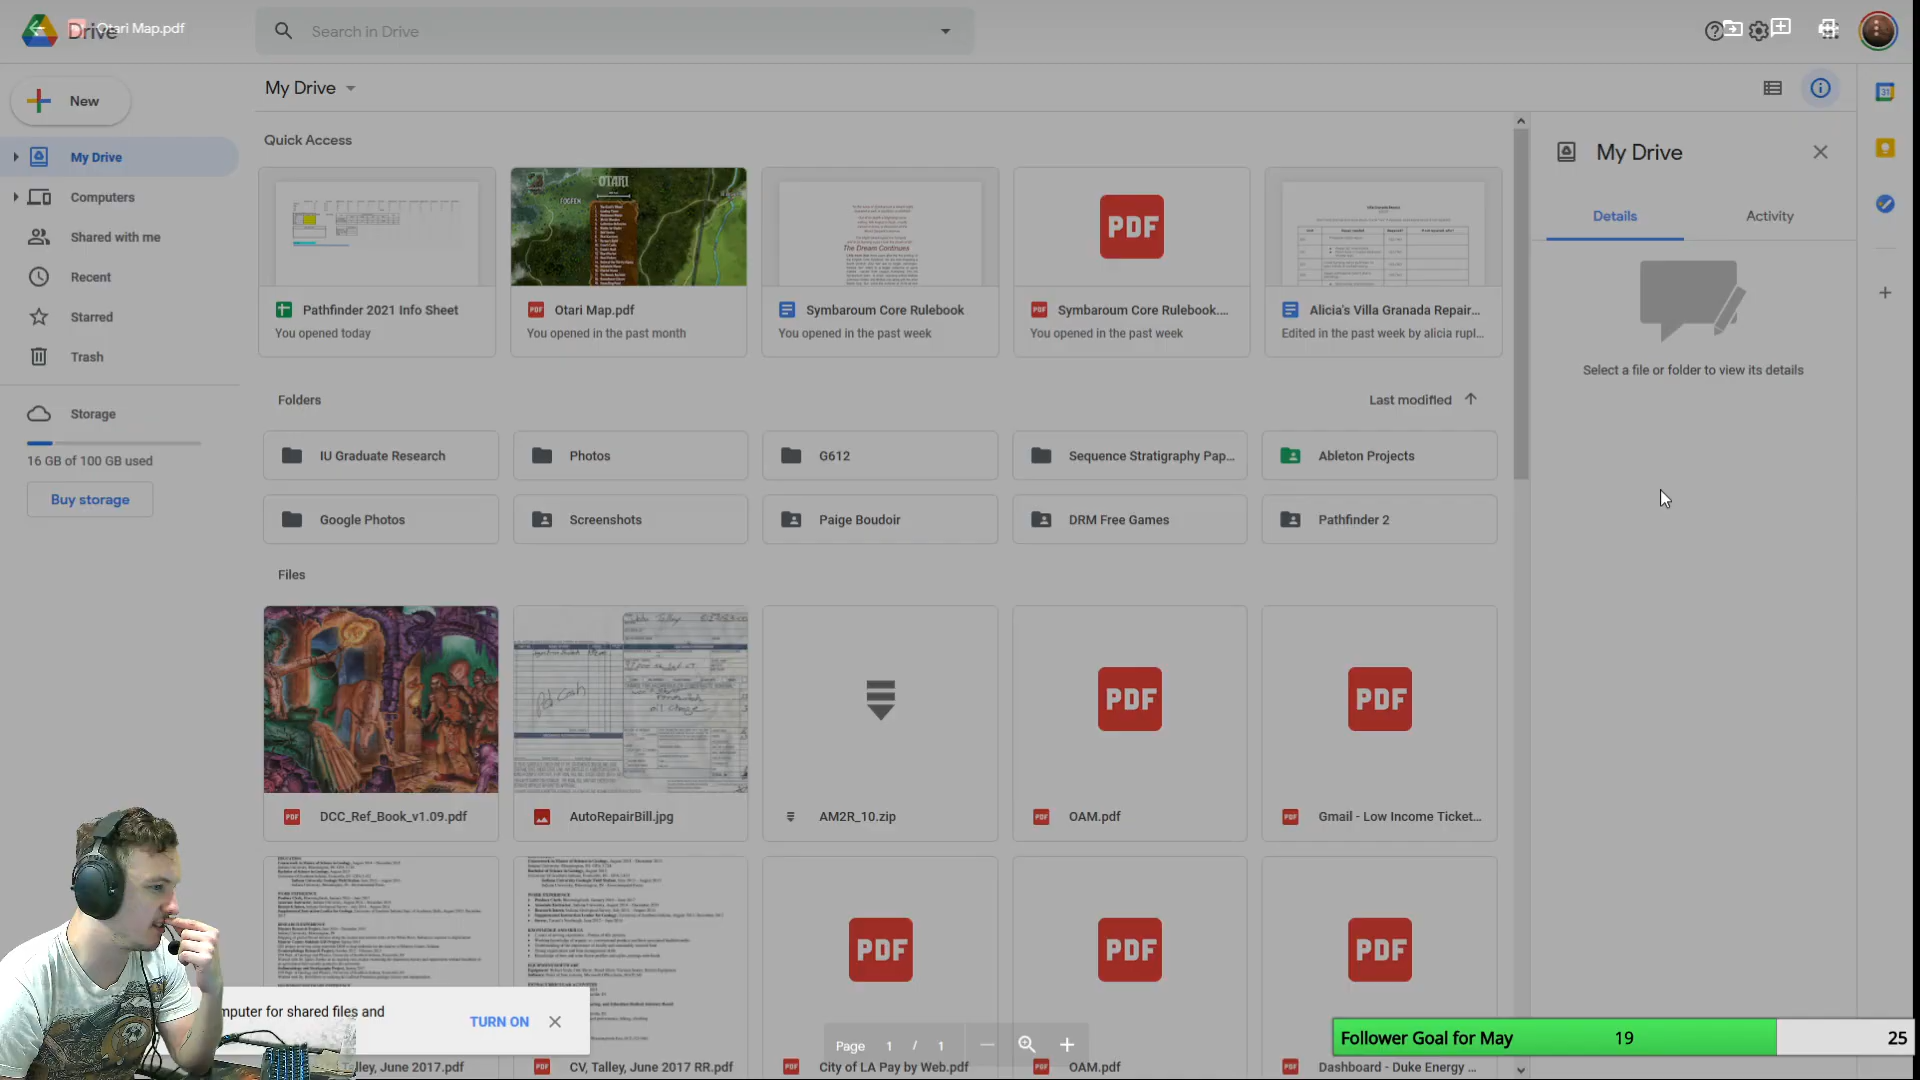 Drive
Otari Map.pdf
Search in Drive
New
My Drive
Computers
Shared with me
Recent
Starred
Trash
Storage
16 GB of 100 GB used
Buy storage
My Drive
Quick Access
OTARI
FOGFEN
The Dream Continues
PDF
Pathfinder 2021 Info Sheet
You opened today
Otari Map.pdf
You opened in the past month
Symbaroum Core Rulebook
You opened in the past week
Symbaroum Core Rulebook....
You opened in the past week
Alicia's Villa Granada Repair...
Edited in the past week by alicia rupl...
Folders
Last modified
IU Graduate Research
Photos
G612
Sequence Stratigraphy Pap...
Ableton Projects
Google Photos
Screenshots
Paige Boudoir
DRM Free Games
Pathfinder 2
Files
PDF
PDF
DCC_Ref_Book_v1.09.pdf
AutoRepairBill.jpg
AM2R_10.zip
OAM.pdf
Gmail - Low Income Ticket...
PDF
PDF
PDF
mputer for shared files and
TURN ON
Page 1 / 1
lley, June 2017.pdf
CV, Talley, June 2017 RR.pdf
City of LA Pay by Web.pdf
OAM.pdf
Dashboard - Duke Energy ...
My Drive
Details
Activity
Select a file or folder to view its details
31
Follower Goal for May 19 25